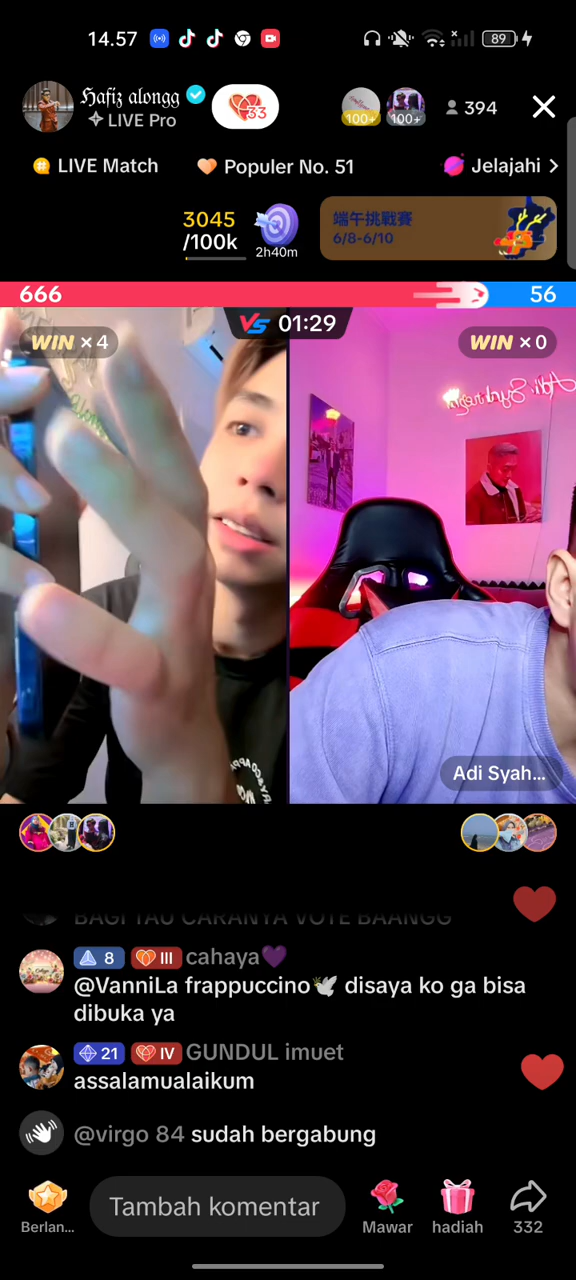 14.57
89
Hafiz alongg
LIVE Pro
33
100+
100+
394
LIVE Match
Populer No. 51
Jelajahi
3045
/100k
2h40m
端午挑戰賽
6/8-6/10
666
56
VS 01:29
WIN ×4
WIN ×0
Adi Syah...
BAGI TAU CARANYA VOTE BAANGG
8 III cahaya💜
@VanniLa frappuccino🕊️ disaya ko ga bisa
dibuka ya
21 IV GUNDUL imuet
assalamualaikum
@virgo 84 sudah bergabung
Berlan...
Tambah komentar
Mawar
hadiah
332